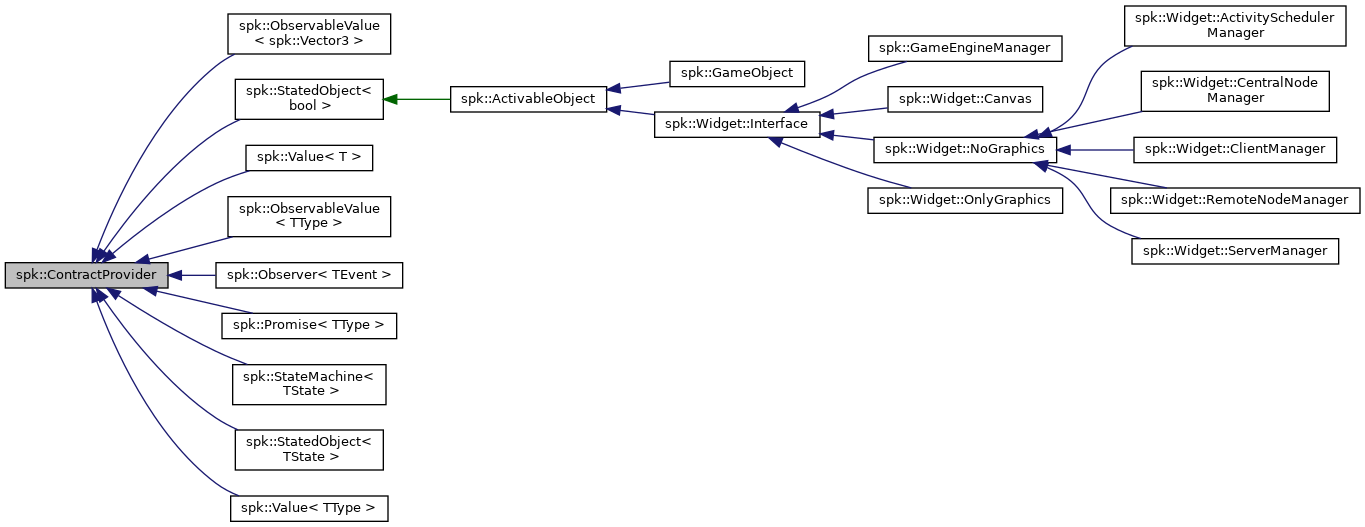 spk::ContractProvider
spk::ObservableValue
< spk::Vector3 >
spk::StatedObject<
bool >
spk::Value< T >
spk::ObservableValue
< TType >
spk::Observer< TEvent >
spk::Promise< TType >
spk::StateMachine<
TState >
spk::StatedObject<
TState >
spk::Value< TType >
spk::ActivableObject
spk::GameObject
spk::Widget::Interface
spk::GameEngineManager
spk::Widget::Canvas
spk::Widget::NoGraphics
spk::Widget::OnlyGraphics
spk::Widget::ActivityScheduler
Manager
spk::Widget::CentralNode
Manager
spk::Widget::ClientManager
spk::Widget::RemoteNodeManager
spk::Widget::ServerManager